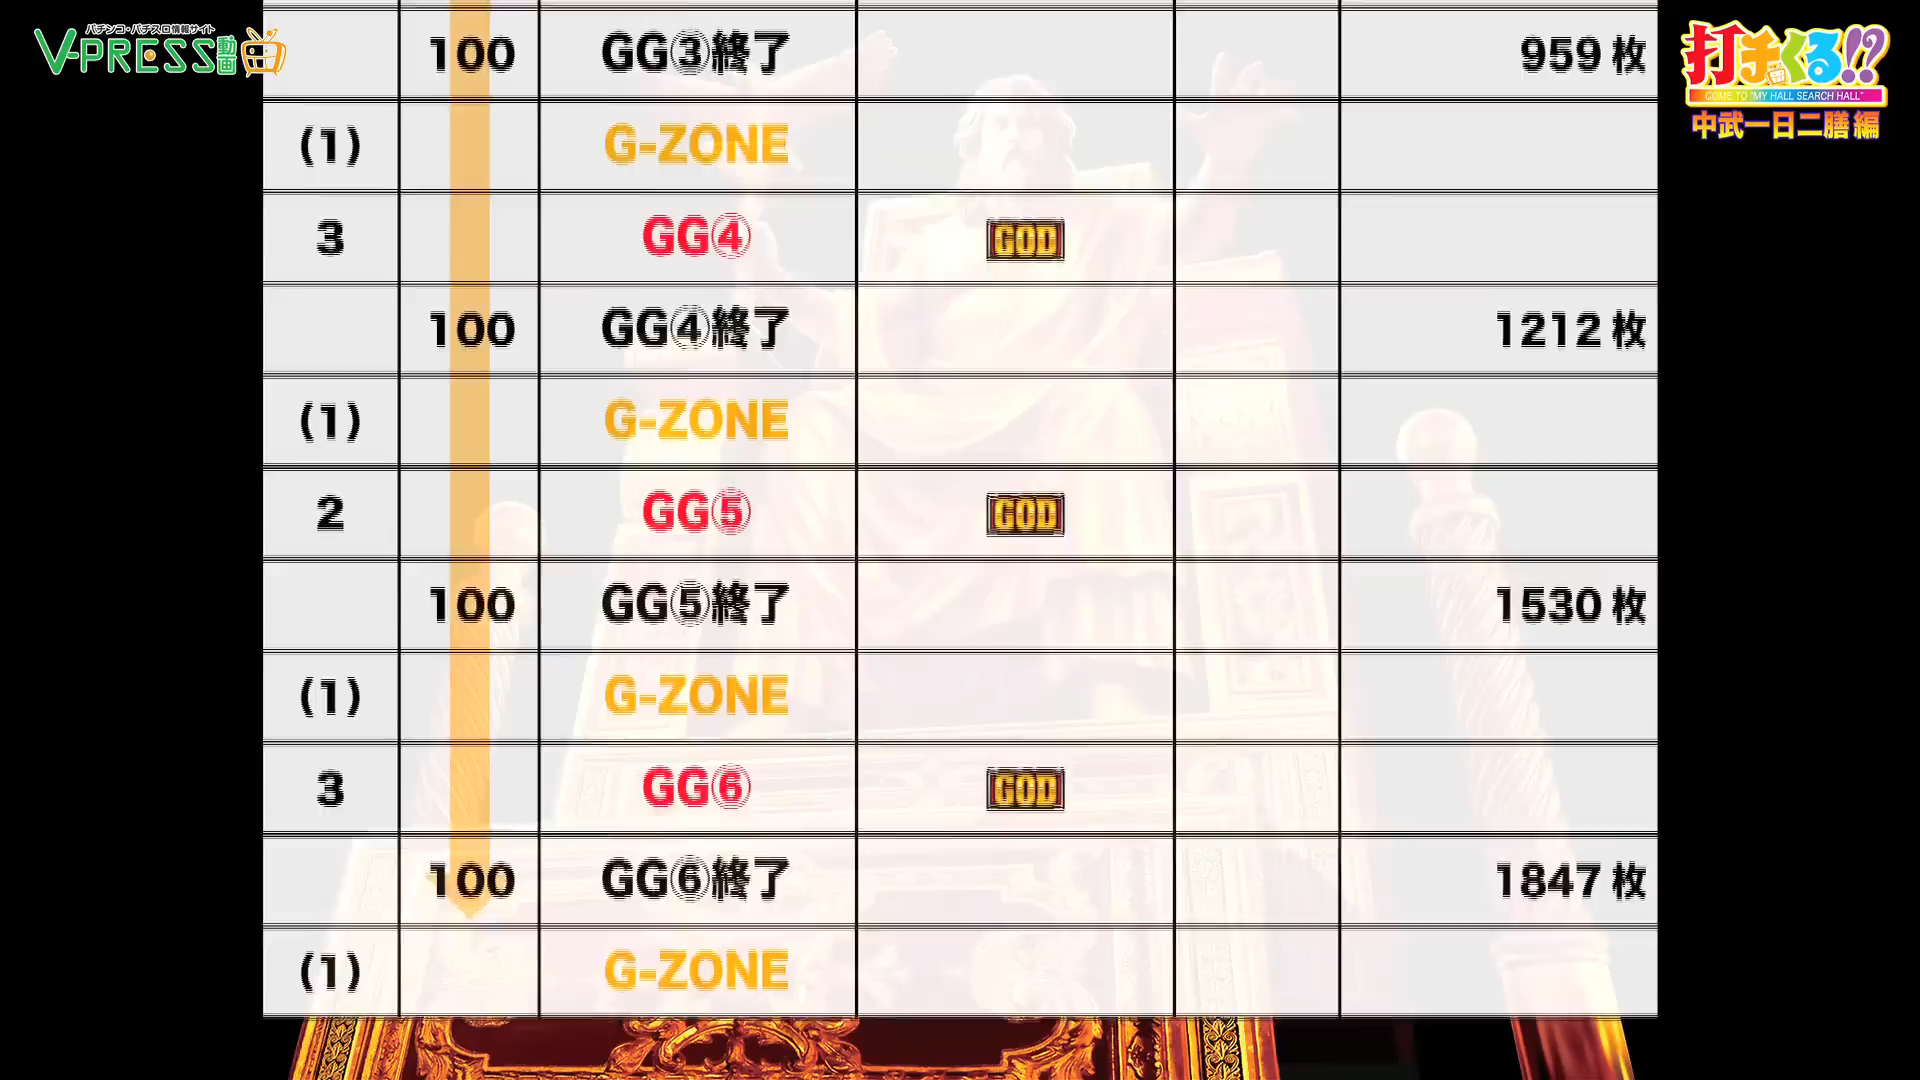 パチンコ・パチスロ情報サイト
V-PRESS動画
打チくる!?
COME TO "MY HALL SEARCH HALL"
中武一日二膳編
100 GG③終了 959枚
(1) G-ZONE
3 GG④ GOD
100 GG④終了 1212枚
(1) G-ZONE
2 GG⑤ GOD
100 GG⑤終了 1530枚
(1) G-ZONE
3 GG⑥ GOD
100 GG⑥終了 1847枚
(1) G-ZONE